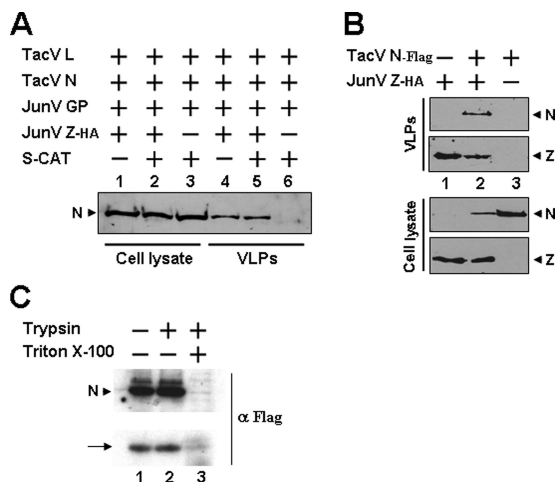 A
TacV L + + + + + +
TacV N + + + + + +
JunV GP + + + + + +
JunV Z-HA + + − + + −
S-CAT − + + − + +
1 2 3 4 5 6
N
Cell lysate VLPs
B
TacV N-Flag − + +
JunV Z-HA + + −
VLPs
N
Z
1 2 3
Cell lysate
N
Z
C
Trypsin − + +
Triton X-100 − − +
N
α Flag
1 2 3